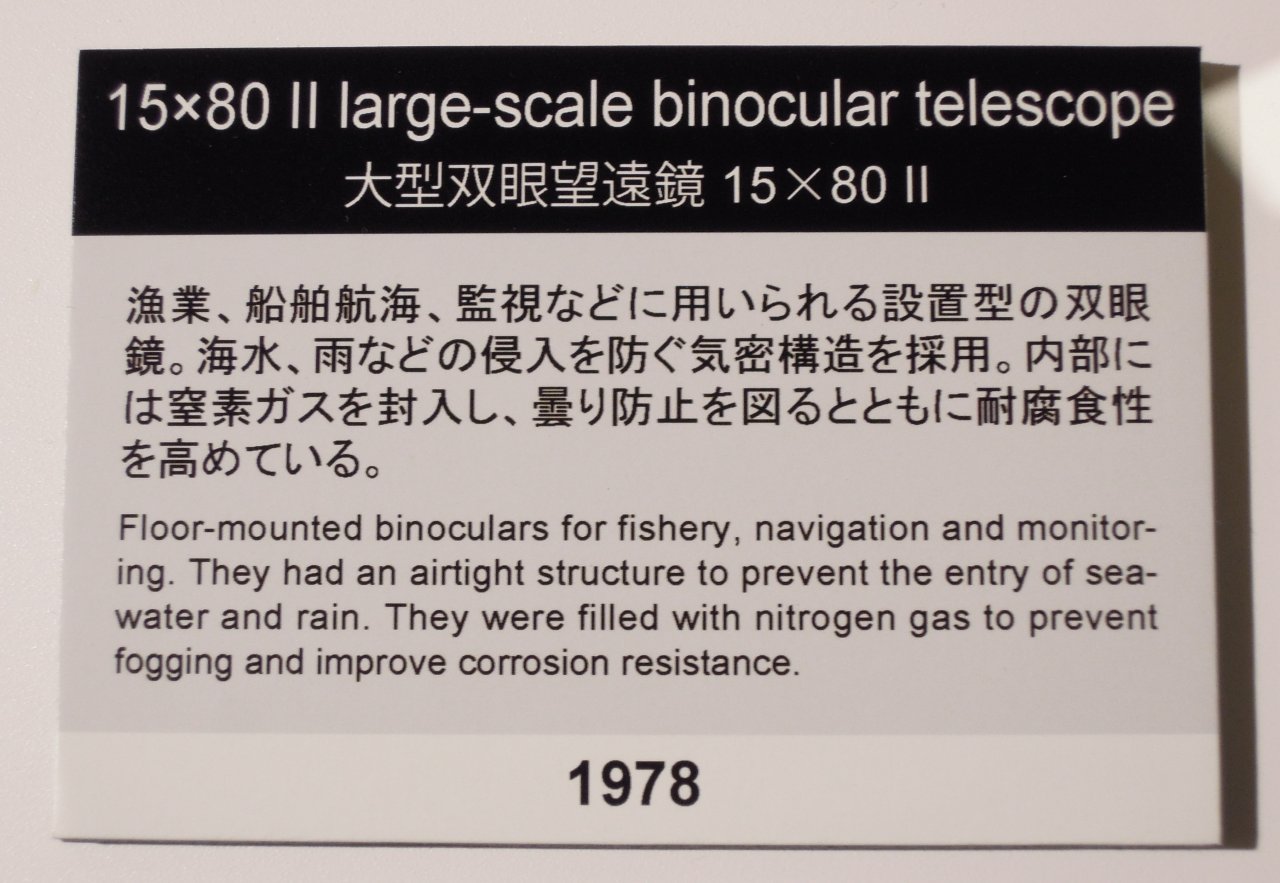 15×80 II large-scale binocular telescope
大型双眼望遠鏡 15×80 II
漁業、船舶航海、監視などに用いられる設置型の双眼
鏡。海水、雨などの侵入を防ぐ気密構造を採用。内部に
は窒素ガスを封入し、曇り防止を図るとともに耐腐食性
を高めている。
Floor-mounted binoculars for fishery, navigation and monitor-
ing. They had an airtight structure to prevent the entry of sea-
water and rain. They were filled with nitrogen gas to prevent
fogging and improve corrosion resistance.
1978